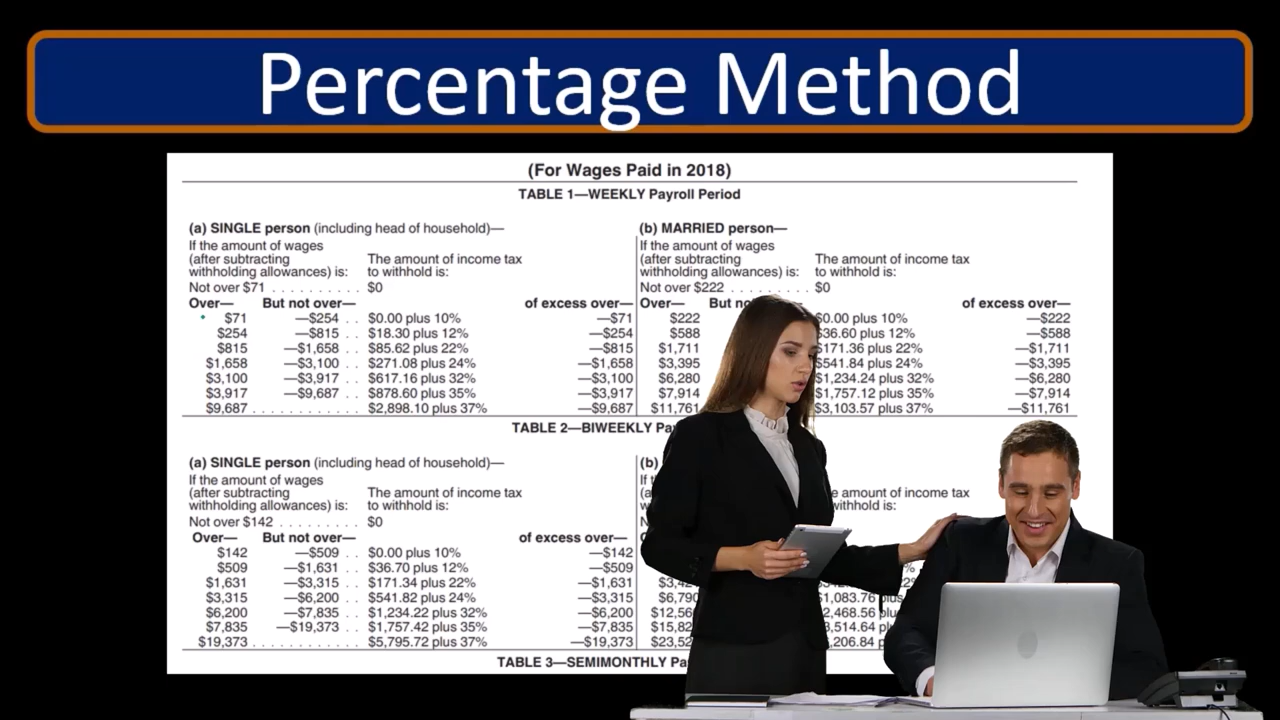 Percentage Method
(For Wages Paid in 2018)
TABLE 1—WEEKLY Payroll Period
(a) SINGLE person (including head of household)—
If the amount of wages
(after subtracting
withholding allowances) is:
The amount of income tax
to withhold is:
Not over $71 . . . . . . . . . . $0
Over— But not over— of excess over—
$71 —$254 . . $0.00 plus 10% —$71
$254 —$815 . . $18.30 plus 12% —$254
$815 —$1,658 . . $85.62 plus 22% —$815
$1,658 —$3,100 . . $271.08 plus 24% —$1,658
$3,100 —$3,917 . . $617.16 plus 32% —$3,100
$3,917 —$9,687 . . $878.60 plus 35% —$3,917
$9,687 . . . . . . . . . . . . $2,898.10 plus 37% —$9,687
(b) MARRIED person—
If the amount of wages
(after subtracting
withholding allowances) is:
The amount of income tax
to withhold is:
Not over $222 . . . . . . . . . $0
Over— But of excess over—
$222 $0.00 plus 10% —$222
$588 $36.60 plus 12% —$588
$1,711 $171.36 plus 22% —$1,711
$3,395 $541.84 plus 24% —$3,395
$6,280 $1,234.24 plus 32% —$6,280
$7,914 $1,757.12 plus 35% —$7,914
$11,761 $3,103.57 plus 37% —$11,761
TABLE 2—BIWEEKLY
(a) SINGLE person (including head of household)—
If the amount of wages
(after subtracting
withholding allowances) is:
The amount of income tax
to withhold is:
Not over $142 . . . . . . . . . $0
Over— But not over— of excess over—
$142 —$509 . . $0.00 plus 10% —$142
$509 —$1,631 . . $36.70 plus 12% —$509
$1,631 —$3,315 . . $171.34 plus 22% —$1,631
$3,315 —$6,200 . . $541.82 plus 24% —$3,315
$6,200 —$7,835 . . $1,234.22 plus 32% —$6,200
$7,835 —$19,373 . . $1,757.42 plus 35% —$7,835
$19,373 . . . . . . . . . . . . $5,795.72 plus 37% —$19,373
(b)
amount of income tax
withhold is:
TABLE 3—SEMIMONTHLY